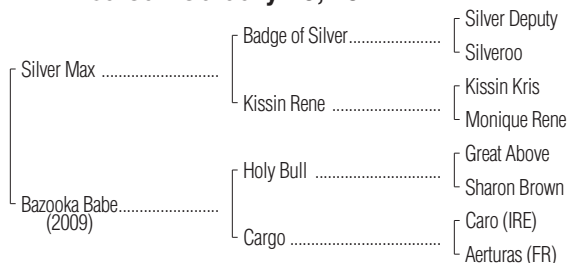 Silver Deputy
Badge of Silver
Silveroo
Silver Max
Kissin Kris
Kissin Rene
Monique Rene
Great Above
Holy Bull
Sharon Brown
Bazooka Babe
(2009)
Caro (IRE)
Cargo
Aerturas (FR)